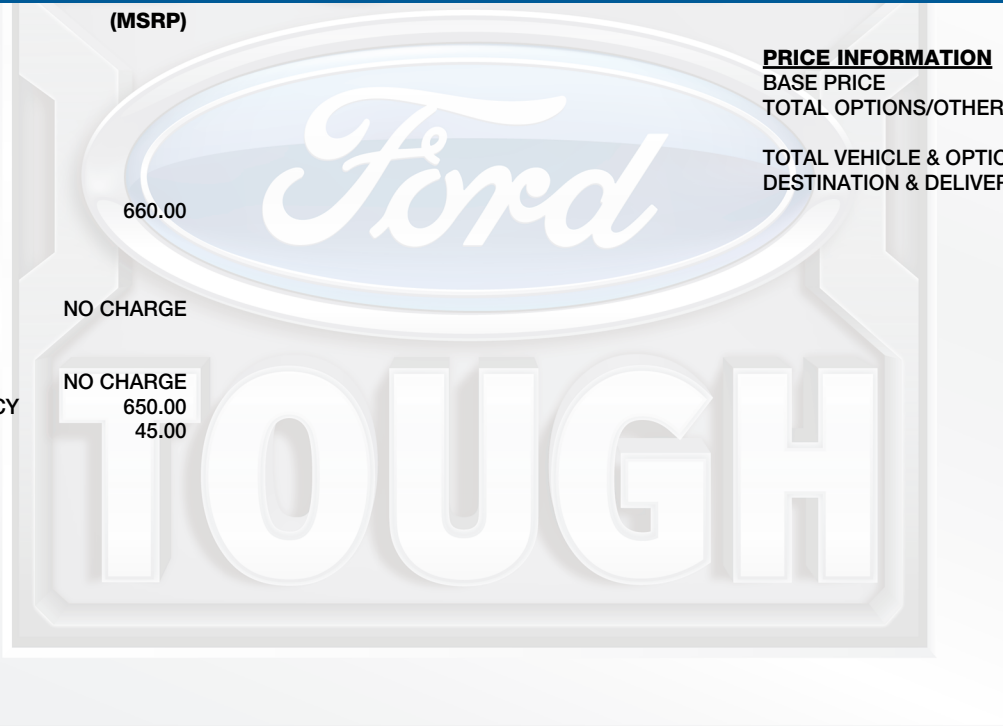 (MSRP)
660.00
NO CHARGE
NO CHARGE
CY 650.00
45.00
PRICE INFORMATION
BASE PRICE
TOTAL OPTIONS/OTHER
TOTAL VEHICLE & OPTIO
DESTINATION & DELIVER
Ford
TOUGH